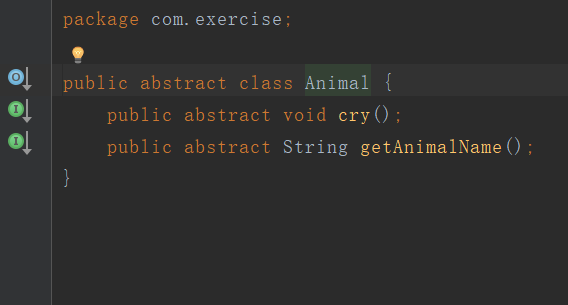 package com.exercise;
public abstract class Animal {
    public abstract void cry();
    public abstract String getAnimalName();
}